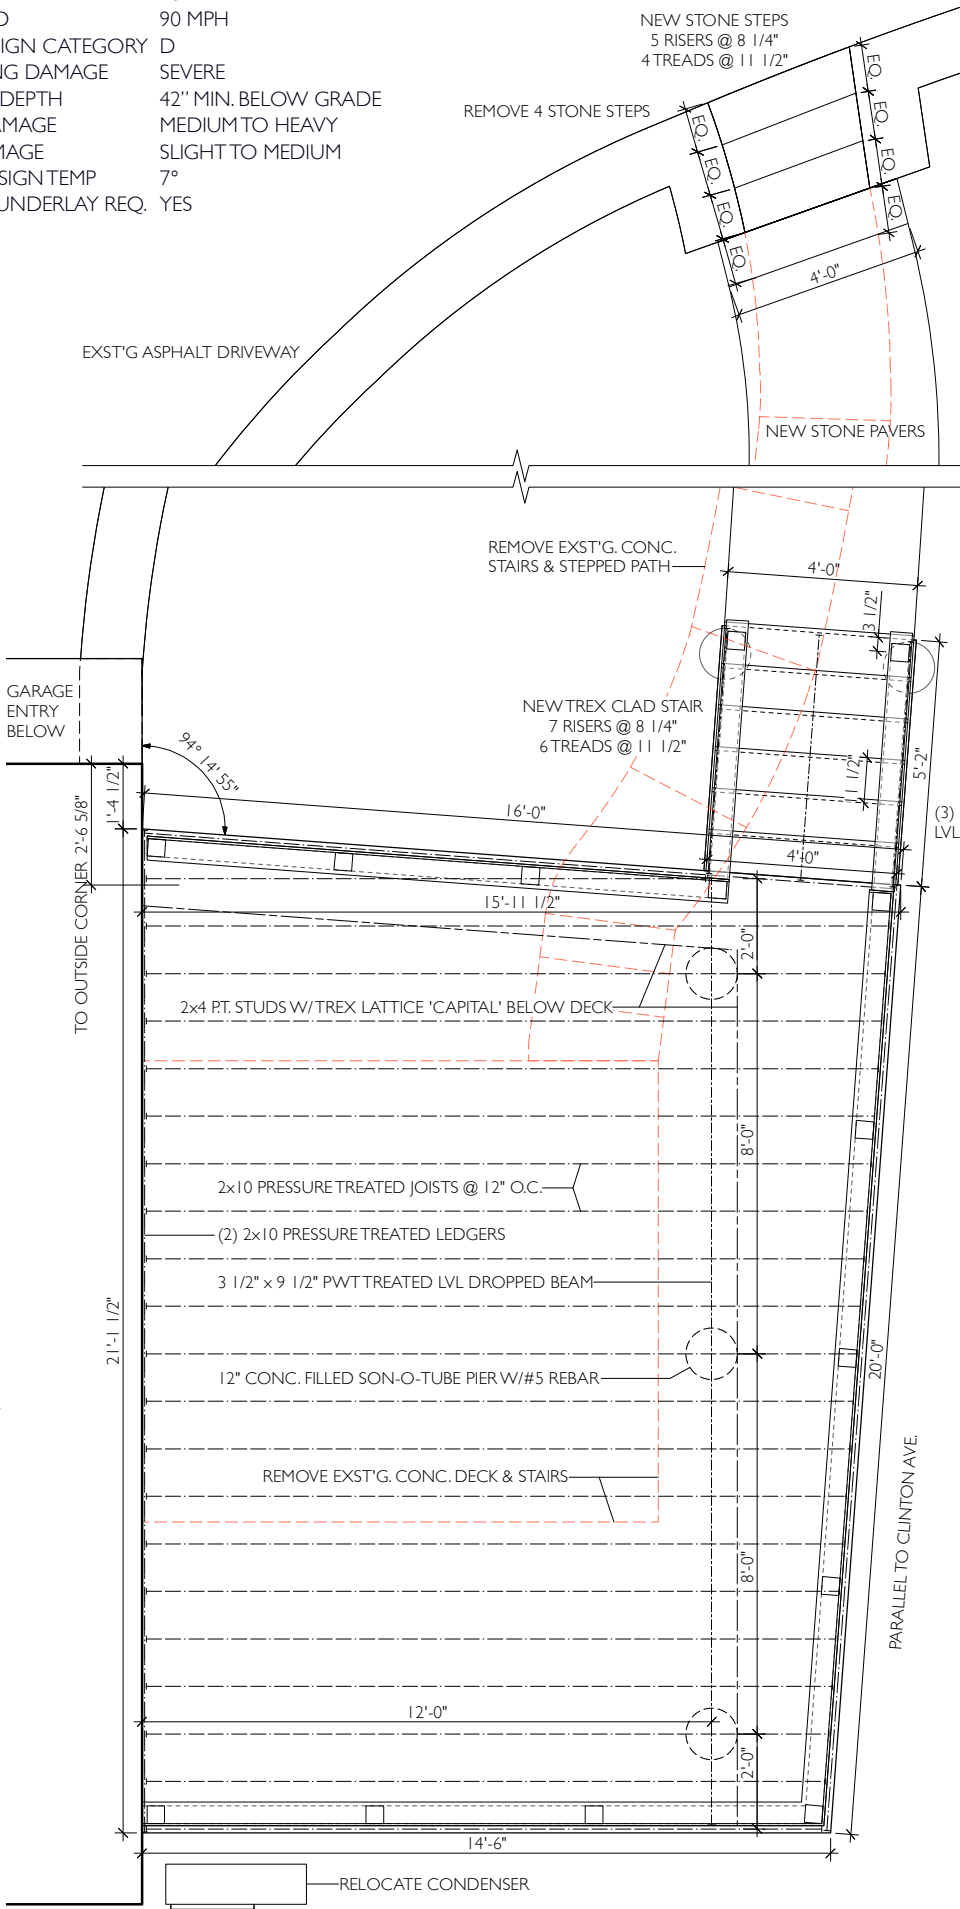 D 90 MPH
IGN CATEGORY D
NG DAMAGE SEVERE
DEPTH 42'' MIN. BELOW GRADE
AMAGE MEDIUM TO HEAVY
MAGE SLIGHT TO MEDIUM
SIGN TEMP 7°
UNDERLAY REQ. YES
NEW STONE STEPS
5 RISERS @ 8 1/4"
4 TREADS @ 11 1/2"
REMOVE 4 STONE STEPS
EQ.
EQ.
EQ.
EQ.
EQ.
EQ.
EQ.
EQ.
4'-0"
EXST'G ASPHALT DRIVEWAY
NEW STONE PAVERS
REMOVE EXST'G. CONC.
STAIRS & STEPPED PATH
4'-0"
3 1/2"
GARAGE
ENTRY
BELOW
NEW TREX CLAD STAIR
7 RISERS @ 8 1/4"
6 TREADS @ 11 1/2"
94° 14' 55"
11 1/2"
5'-2"
1'-4 1/2"
TO OUTSIDE CORNER 2'-6 5/8"
16'-0"
(3)
LVL
4'-0"
15'-11 1/2"
2'-0"
2x4 P.T. STUDS W/ TREX LATTICE 'CAPITAL' BELOW DECK
8'-0"
2x10 PRESSURE TREATED JOISTS @ 12" O.C.
(2) 2x10 PRESSURE TREATED LEDGERS
3 1/2" x 9 1/2" PWT TREATED LVL DROPPED BEAM
21'-1 1/2"
20'-0"
12" CONC. FILLED SON-O-TUBE PIER W/#5 REBAR
REMOVE EXST'G. CONC. DECK & STAIRS
PARALLEL TO CLINTON AVE.
8'-0"
12'-0"
2'-0"
14'-6"
RELOCATE CONDENSER